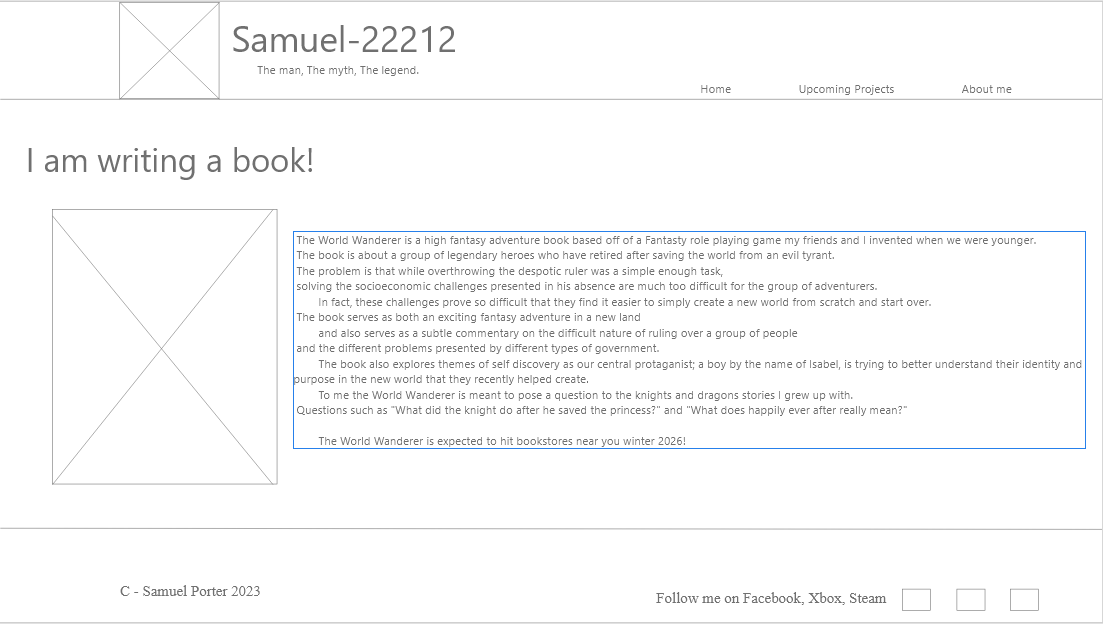 Samuel-22212
The man, The myth, The legend.
Home Upcoming Projects About me
I am writing a book!
The World Wanderer is a high fantasy adventure book based off of a Fantasty role playing game my friends and I invented when we were younger.
The book is about a group of legendary heroes who have retired after saving the world from an evil tyrant.
The problem is that while overthrowing the despotic ruler was a simple enough task,
solving the socioeconomic challenges presented in his absence are much too difficult for the group of adventurers.
In fact, these challenges prove so difficult that they find it easier to simply create a new world from scratch and start over.
The book serves as both an exciting fantasy adventure in a new land
and also serves as a subtle commentary on the difficult nature of ruling over a group of people
and the different problems presented by different types of government.
The book also explores themes of self discovery as our central protaganist; a boy by the name of Isabel, is trying to better understand their identity and
purpose in the new world that they recently helped create.
To me the World Wanderer is meant to pose a question to the knights and dragons stories I grew up with.
Questions such as "What did the knight do after he saved the princess?" and "What does happily ever after really mean?"
The World Wanderer is expected to hit bookstores near you winter 2026!
C - Samuel Porter 2023
Follow me on Facebook, Xbox, Steam